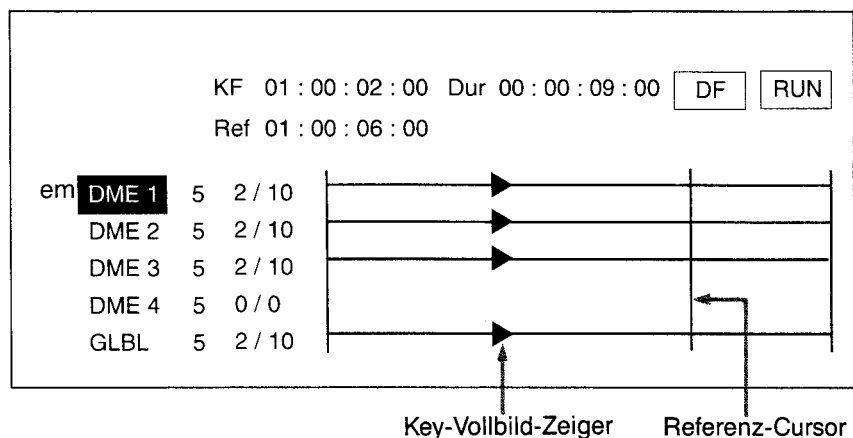 KF 01 : 00 : 02 : 00 Dur 00 : 00 : 09 : 00 DF RUN
Ref 01 : 00 : 06 : 00
em DME 1 5 2 / 10
DME 2 5 2 / 10
DME 3 5 2 / 10
DME 4 5 0 / 0
GLBL 5 2 / 10
Key-Vollbild-Zeiger Referenz-Cursor